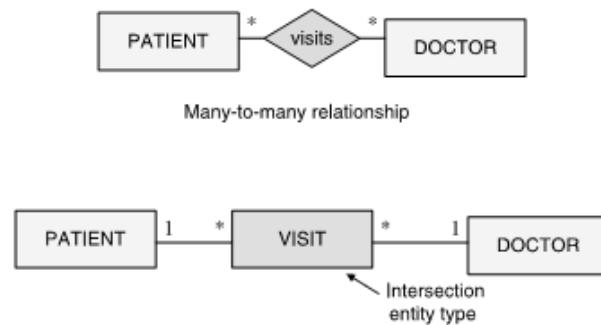 PATIENT * visits * DOCTOR
Many-to-many relationship
PATIENT 1 * VISIT * 1 DOCTOR
Intersection
entity type